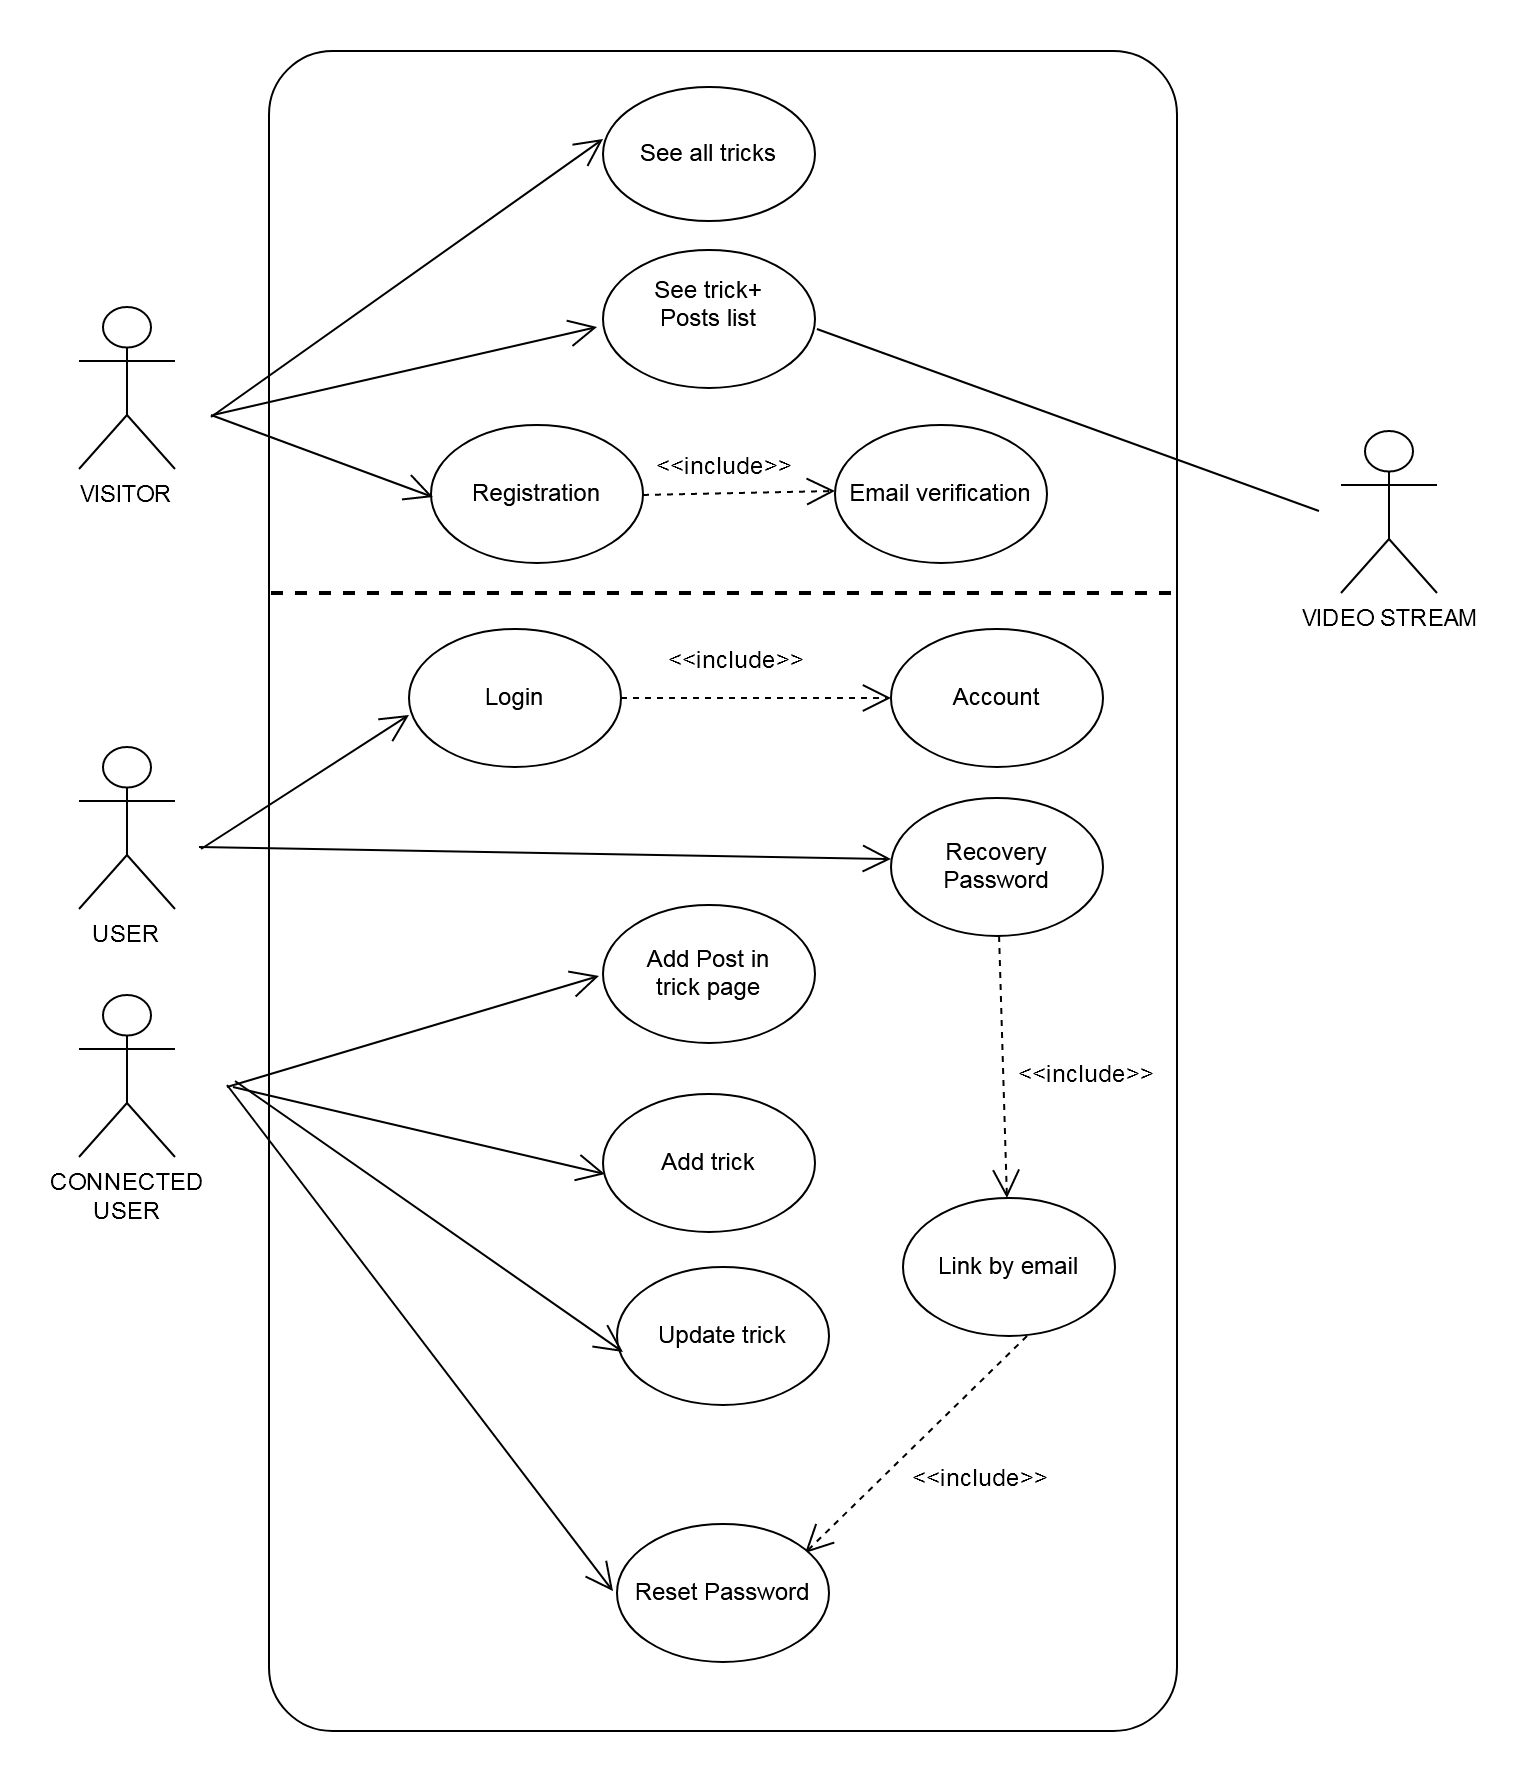 See all tricks
See trick+
Posts list
VISITOR
Registration
<<include>>
Email verification
VIDEO STREAM
Login
<<include>>
Account
USER
Recovery
Password
Add Post in
trick page
<<include>>
CONNECTED
USER
Add trick
Link by email
Update trick
<<include>>
Reset Password